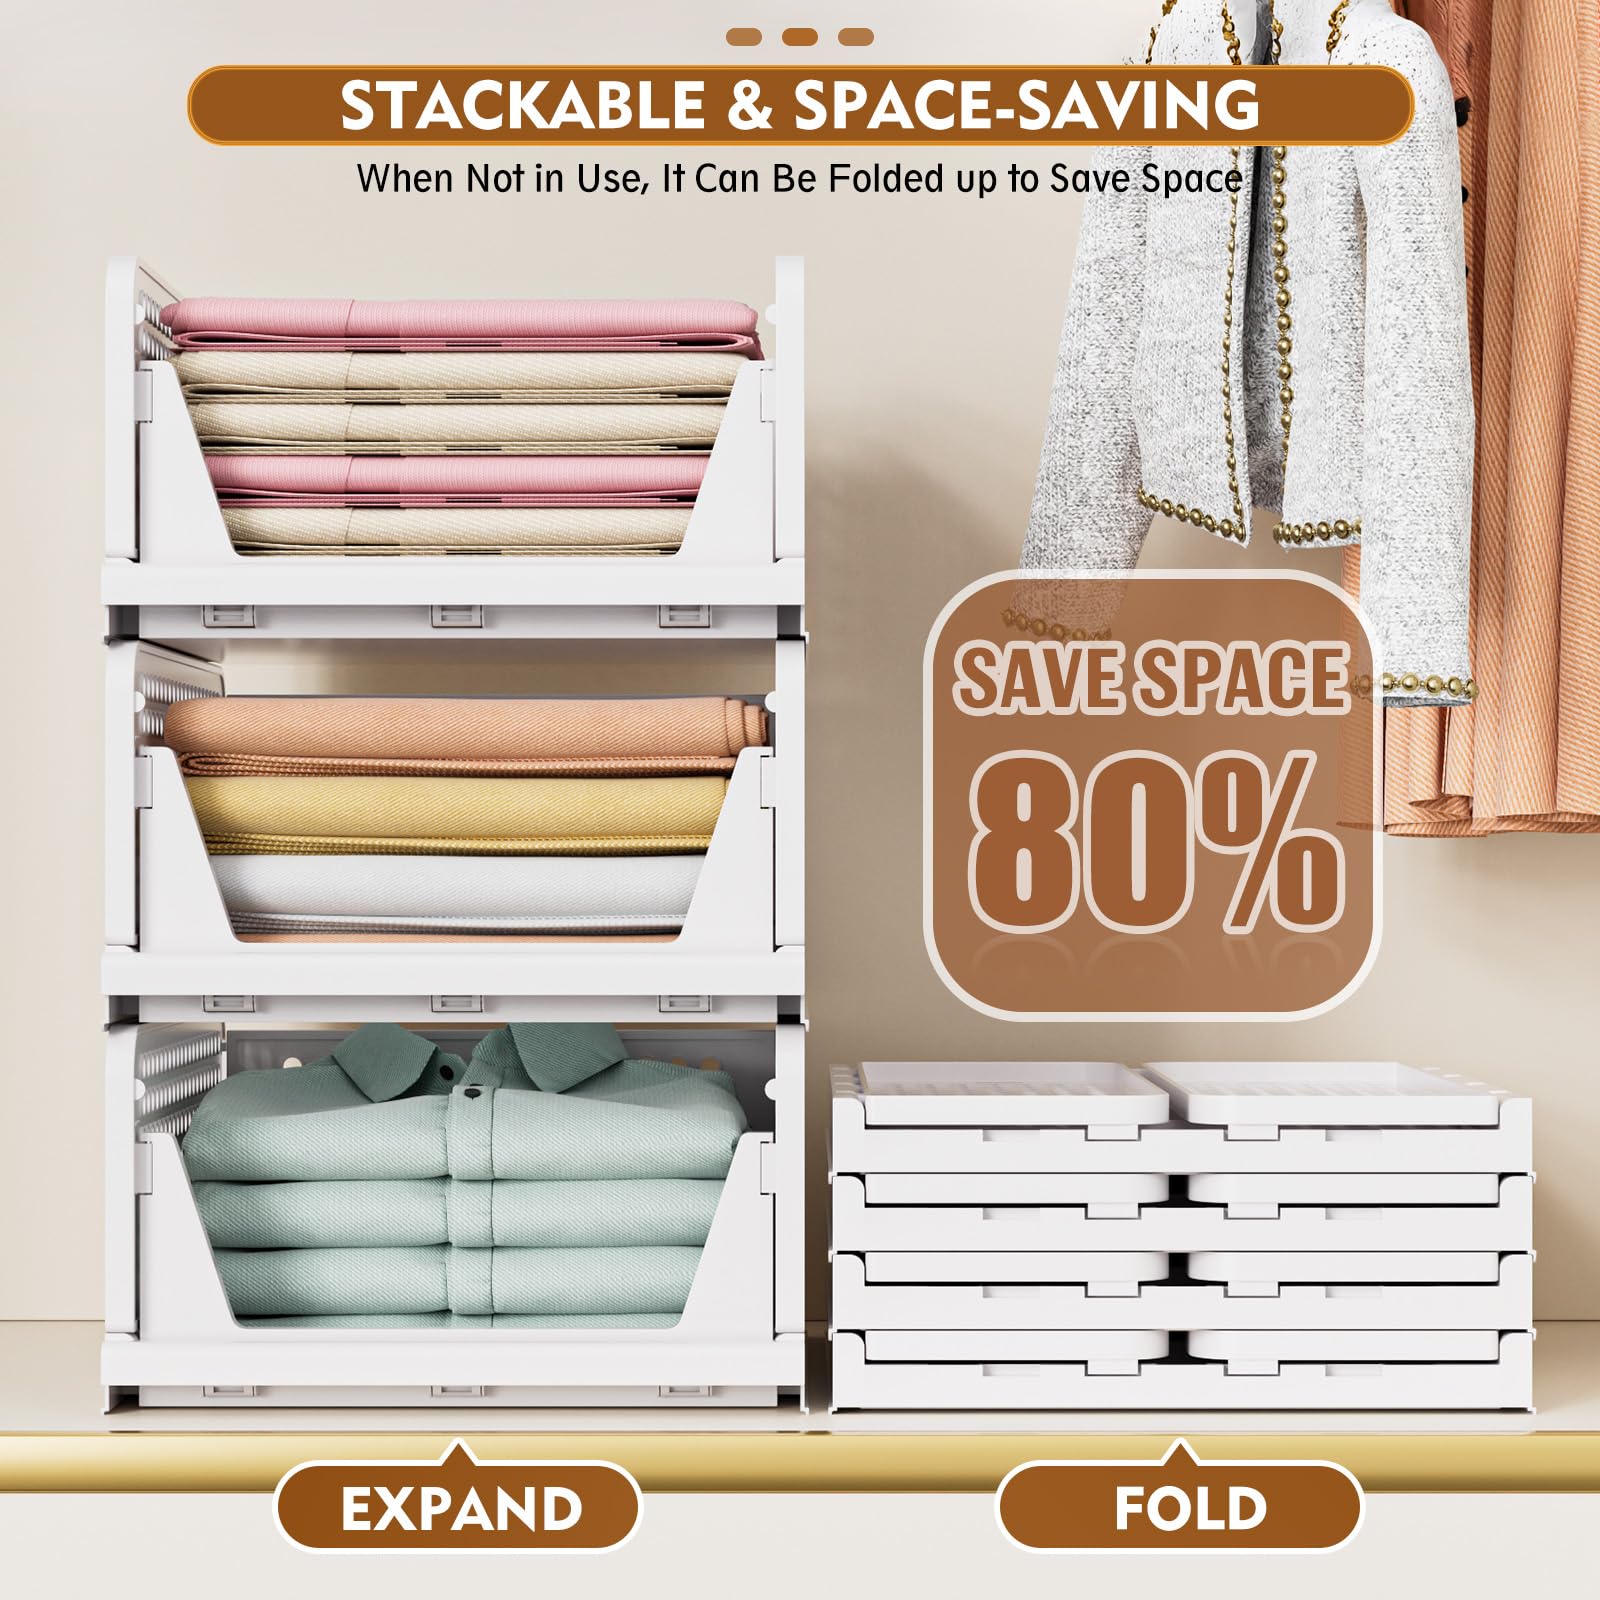 STACKABLE & SPACE-SAVING
When Not in Use, It Can Be Folded up to Save Space
SAVE SPACE
80%
EXPAND
FOLD